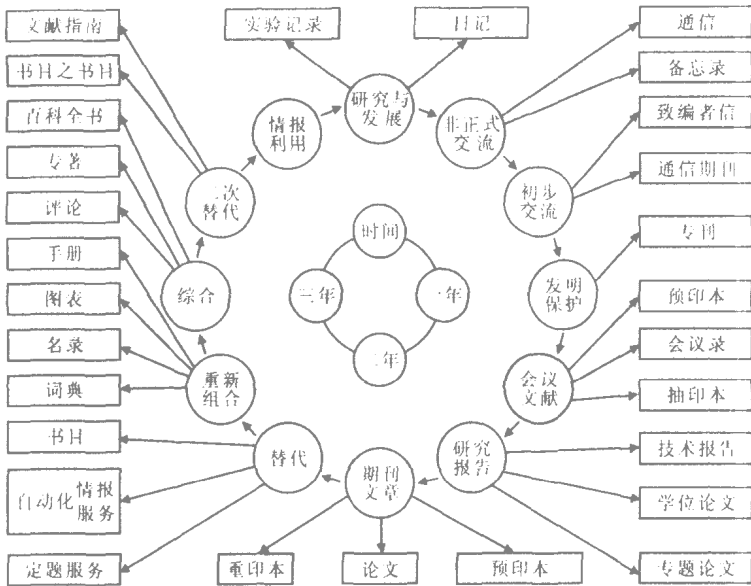 文献指南
实验记录
日记
通信
书目之书目
备忘录
研究与
发展
百科全书
情报
利用
非正式
交流
致编者信
专著
二次
替代
初步
交流
通信期刊
评论
时间
专刊
手册
综合
三年
一年
发明
保护
图表
预印本
名录
二年
会议录
重新
组合
会议
文献
词典
抽印本
书目
替代
研究
报告
技术报告
期刊
文章
自动化情报
服务
学位论文
定题服务
重印本
论文
预印本
专题论文